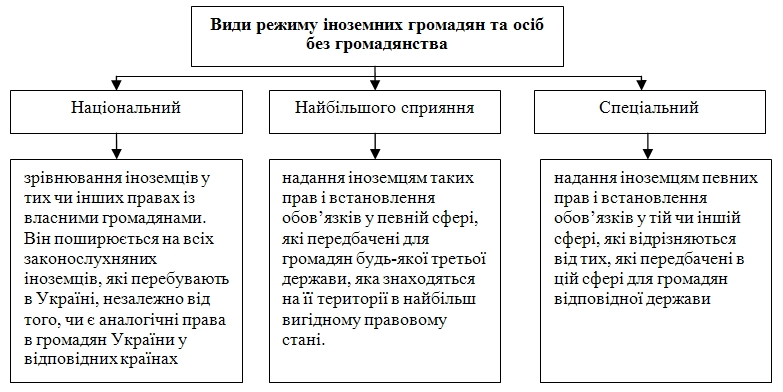 Види режиму іноземних громадян та осіб
без громадянства
Національний
Найбільшого сприяння
Спеціальний
зрівнювання іноземців у
тих чи інших правах із
власними громадянами.
Він поширюється на всіх
законослухняних
іноземців, які перебувають
в Україні, незалежно від
того, чи є аналогічні права
в громадян України у
відповідних країнах
надання іноземцям таких
прав і встановлення
обов’язків у певній сфері,
які передбачені для
громадян будь-якої третьої
держави, яка знаходяться
на її території в найбільш
вигідному правовому
стані.
надання іноземцям певних
прав і встановлення
обов’язків у тій чи іншій
сфері, які відрізняються
від тих, які передбачені в
цій сфері для громадян
відповідної держави